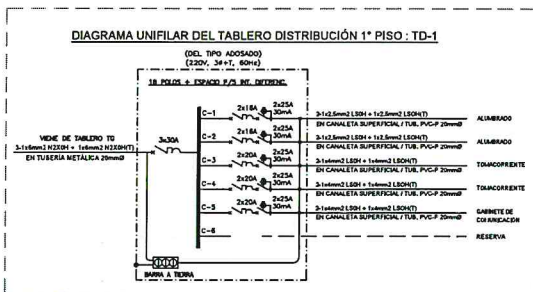 DIAGRAMA UNIFILAR DEL TABLERO DISTRIBUCIÓN 1° PISO : TD-1
(DEL TIPO ADOSADO)
(220V, 3Ø+T, 60Hz)
18 POLOS + ESPACIO P/5 INT. DIFERENC.
VIENE DE TABLERO TG
3-1x6mm2 N2XOH + 1x6mm2 N2XOH(T)
EN TUBERÍA METÁLICA 20mmØ
3x30A
C-1
2x16A
2x25A
30mA
3-1x2.5mm2 LSOH + 1x2.5mm2 LSOH(T)
EN CANALETA SUPERFICIAL / TUB. PVC-P 20mmØ
ALUMBRADO
C-2
2x16A
2x25A
30mA
3-1x2.5mm2 LSOH + 1x2.5mm2 LSOH(T)
EN CANALETA SUPERFICIAL / TUB. PVC-P 20mmØ
ALUMBRADO
C-3
2x20A
2x25A
30mA
3-1x4mm2 LSOH + 1x4mm2 LSOH(T)
EN CANALETA SUPERFICIAL / TUB. PVC-P 20mmØ
TOMACORRIENTE
C-4
2x20A
2x25A
30mA
3-1x4mm2 LSOH + 1x4mm2 LSOH(T)
EN CANALETA SUPERFICIAL / TUB. PVC-P 20mmØ
TOMACORRIENTE
C-5
2x20A
2x25A
30mA
3-1x4mm2 LSOH + 1x4mm2 LSOH(T)
EN CANALETA SUPERFICIAL / TUB. PVC-P 20mmØ
GABINETE DE
COMUNICACIÓN
C-6
RESERVA
BARRA A TIERRA